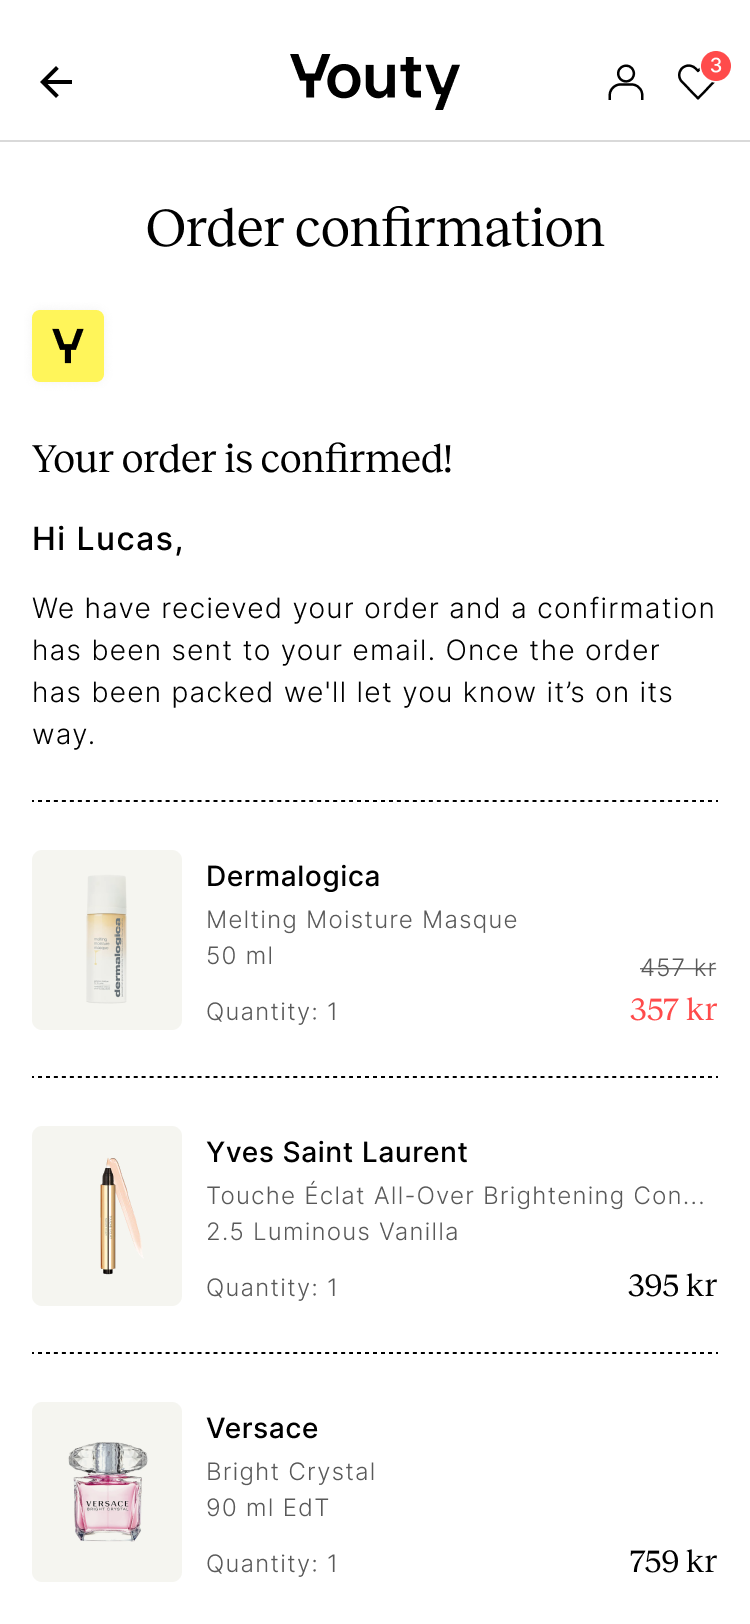 Youty
3
Order confirmation
Y
Your order is confirmed!
Hi Lucas,
We have recieved your order and a confirmation
has been sent to your email. Once the order
has been packed we'll let you know it’s on its
way.
dermalogica
Dermalogica
Melting Moisture Masque
50 ml
457 kr
Quantity: 1
357 kr
Yves Saint Laurent
Touche Éclat All-Over Brightening Con...
2.5 Luminous Vanilla
Quantity: 1
395 kr
VERSACE
BRIGHT CRYSTAL
Versace
Bright Crystal
90 ml EdT
Quantity: 1
759 kr